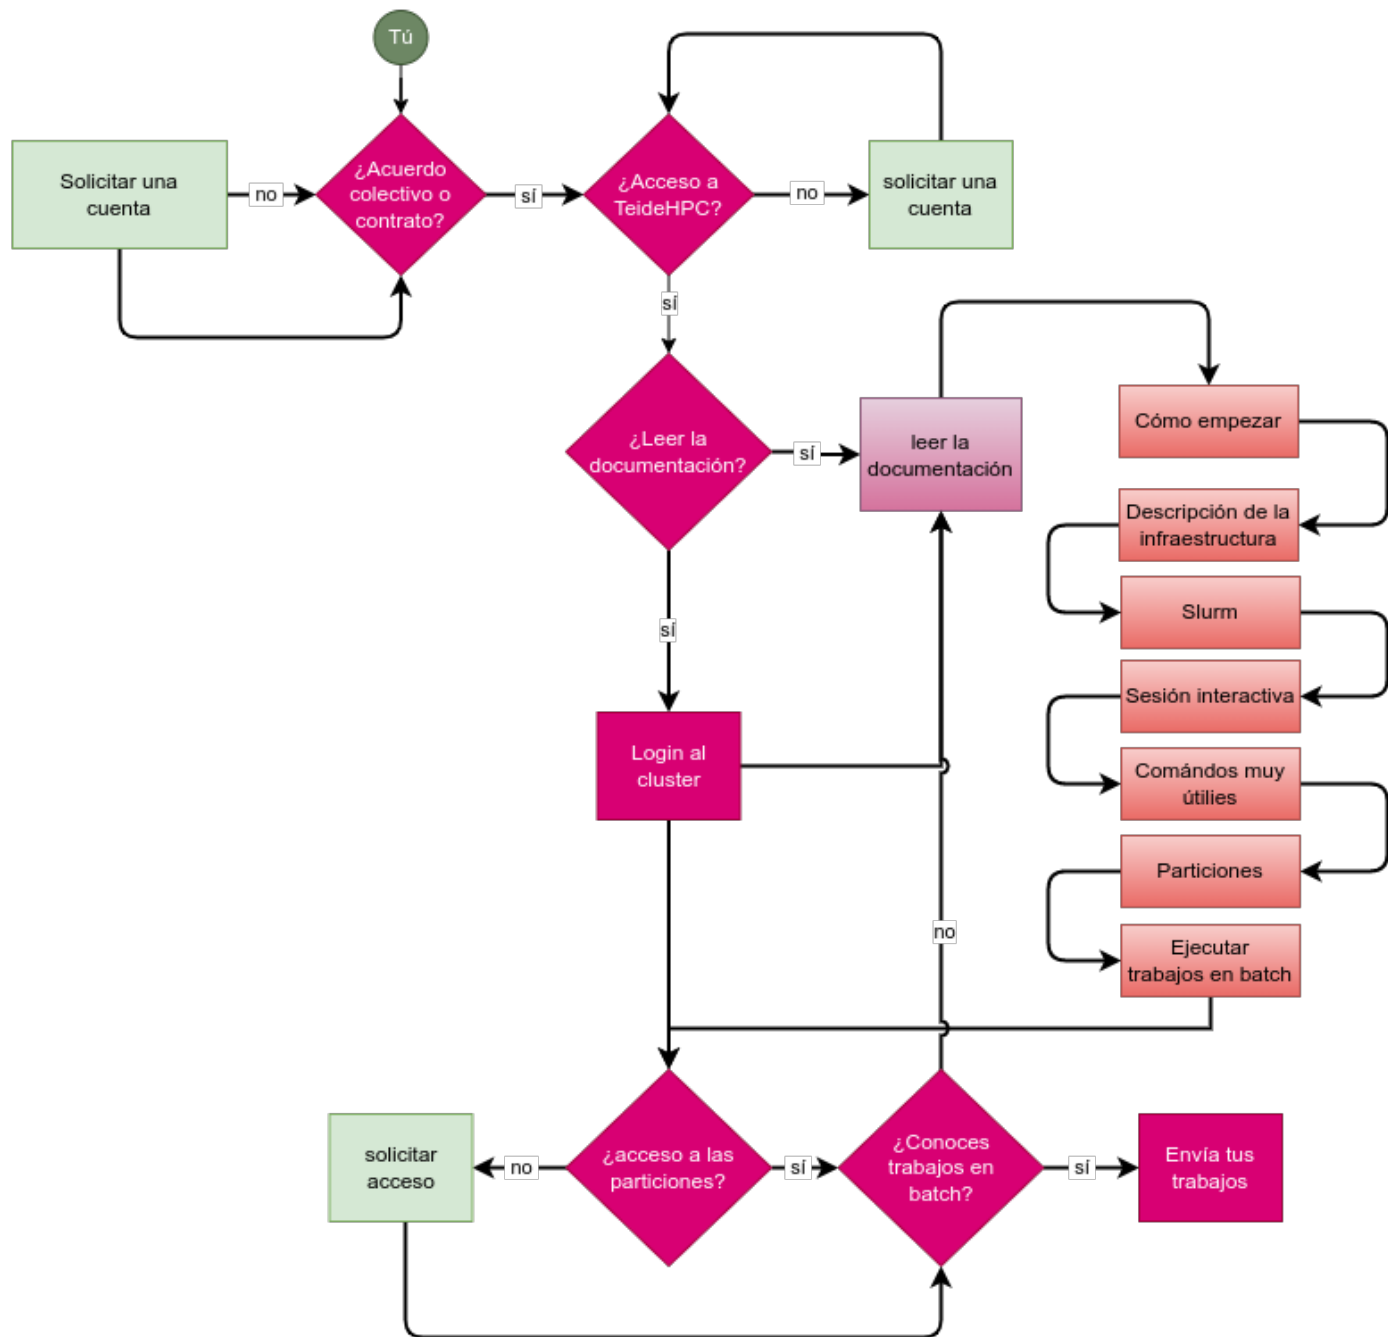 Tú
Solicitar una
cuenta
no
¿Acuerdo
colectivo o
contrato?
sí
¿Acceso a
TeideHPC?
no
solicitar una
cuenta
sí
¿Leer la
documentación?
sí
leer la
documentación
Cómo empezar
Descripción de la
infraestructura
Slurm
Sesión interactiva
Comándos muy
útilies
Particiones
Ejecutar
trabajos en batch
sí
Login al
cluster
no
solicitar
acceso
no
¿acceso a las
particiones?
sí
¿Conoces
trabajos en
batch?
sí
Envía tus
trabajos